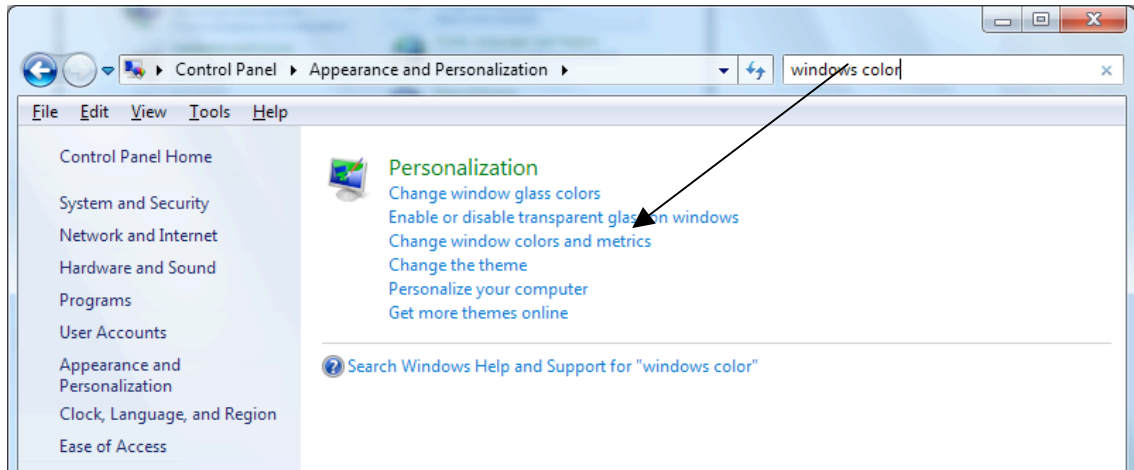 Control Panel Appearance and Personalization windows color
File Edit View Tools Help
Control Panel Home
System and Security
Network and Internet
Hardware and Sound
Programs
User Accounts
Appearance and
Personalization
Clock, Language, and Region
Ease of Access
Personalization
Change window glass colors
Enable or disable transparent glass on windows
Change window colors and metrics
Change the theme
Personalize your computer
Get more themes online
Search Windows Help and Support for "windows color"